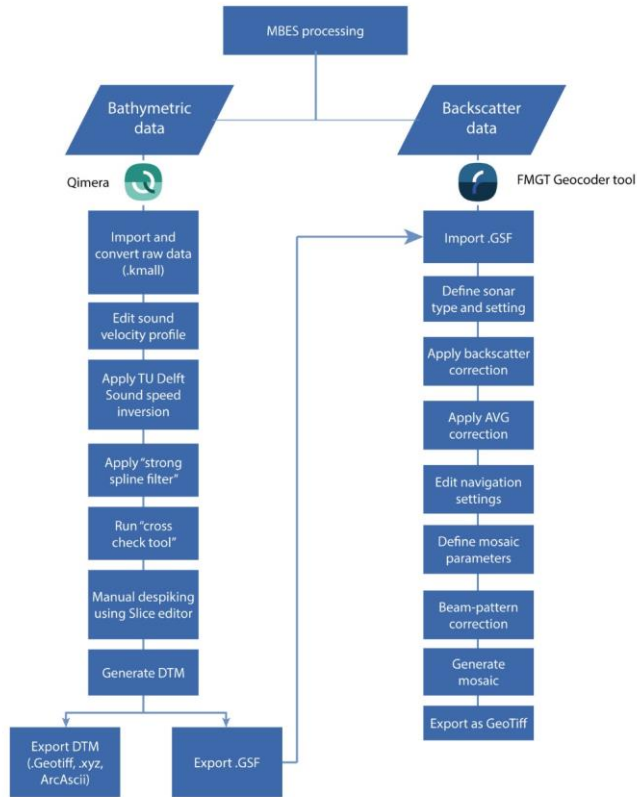 MBES processing
Bathymetric
data
Backscatter
data
Qimera
FMGT Geocoder tool
Import and
convert raw data
(.kmall)
Edit sound
velocity profile
Apply TU Delft
Sound speed
inversion
Apply “strong
spline filter”
Run “cross
check tool”
Manual despiking
using Slice editor
Generate DTM
Export DTM
(.Geotiff, .xyz,
ArcAscii)
Export .GSF
Import .GSF
Define sonar
type and setting
Apply backscatter
correction
Apply AVG
correction
Edit navigation
settings
Define mosaic
parameters
Beam-pattern
correction
Generate
mosaic
Export as GeoTiff